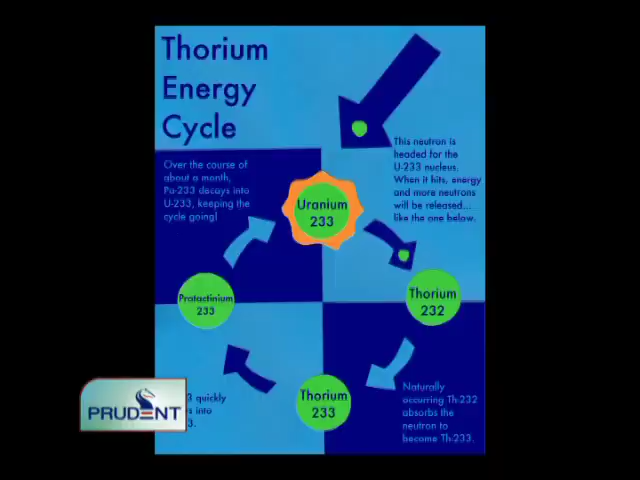 Thorium
Energy
Cycle
Over the course of
about a month,
Pa-233 decays into
U-233, keeping the
cycle going!
This neutron is
headed for the
U-233 nucleus.
When it hits, energy
and more neutrons
will be released...
like the one below.
Uranium
233
Protactinium
233
Thorium
232
Thorium
233
quickly
into
Naturally
occurring Th-232
absorbs the
neutron to
become Th-233.
PRUDENT